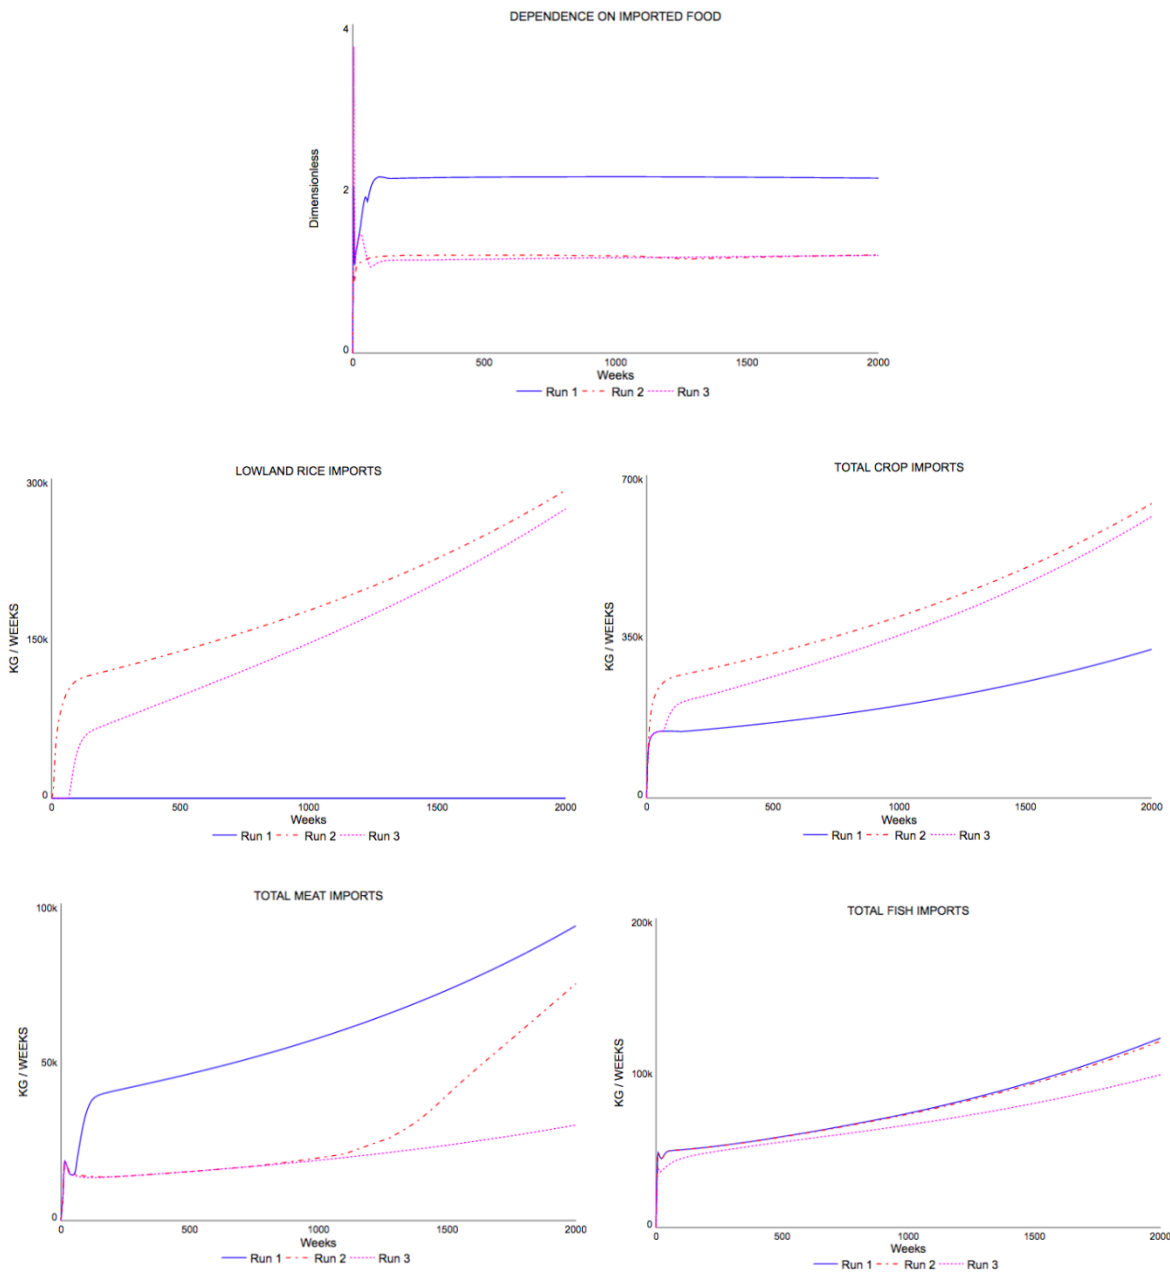 DEPENDENCE ON IMPORTED FOOD
4
2
0
Dimensionless
0 500 1000 1500 2000
Weeks
Run 1 Run 2 Run 3
LOWLAND RICE IMPORTS
300k
150k
0
KG / WEEKS
0 500 1000 1500 2000
Weeks
Run 1 Run 2 Run 3
TOTAL CROP IMPORTS
700k
350k
0
KG / WEEKS
0 500 1000 1500 2000
Weeks
Run 1 Run 2 Run 3
TOTAL MEAT IMPORTS
100k
50k
0
KG / WEEKS
0 500 1000 1500 2000
Weeks
Run 1 Run 2 Run 3
TOTAL FISH IMPORTS
200k
100k
0
KG / WEEKS
0 500 1000 1500 2000
Weeks
Run 1 Run 2 Run 3